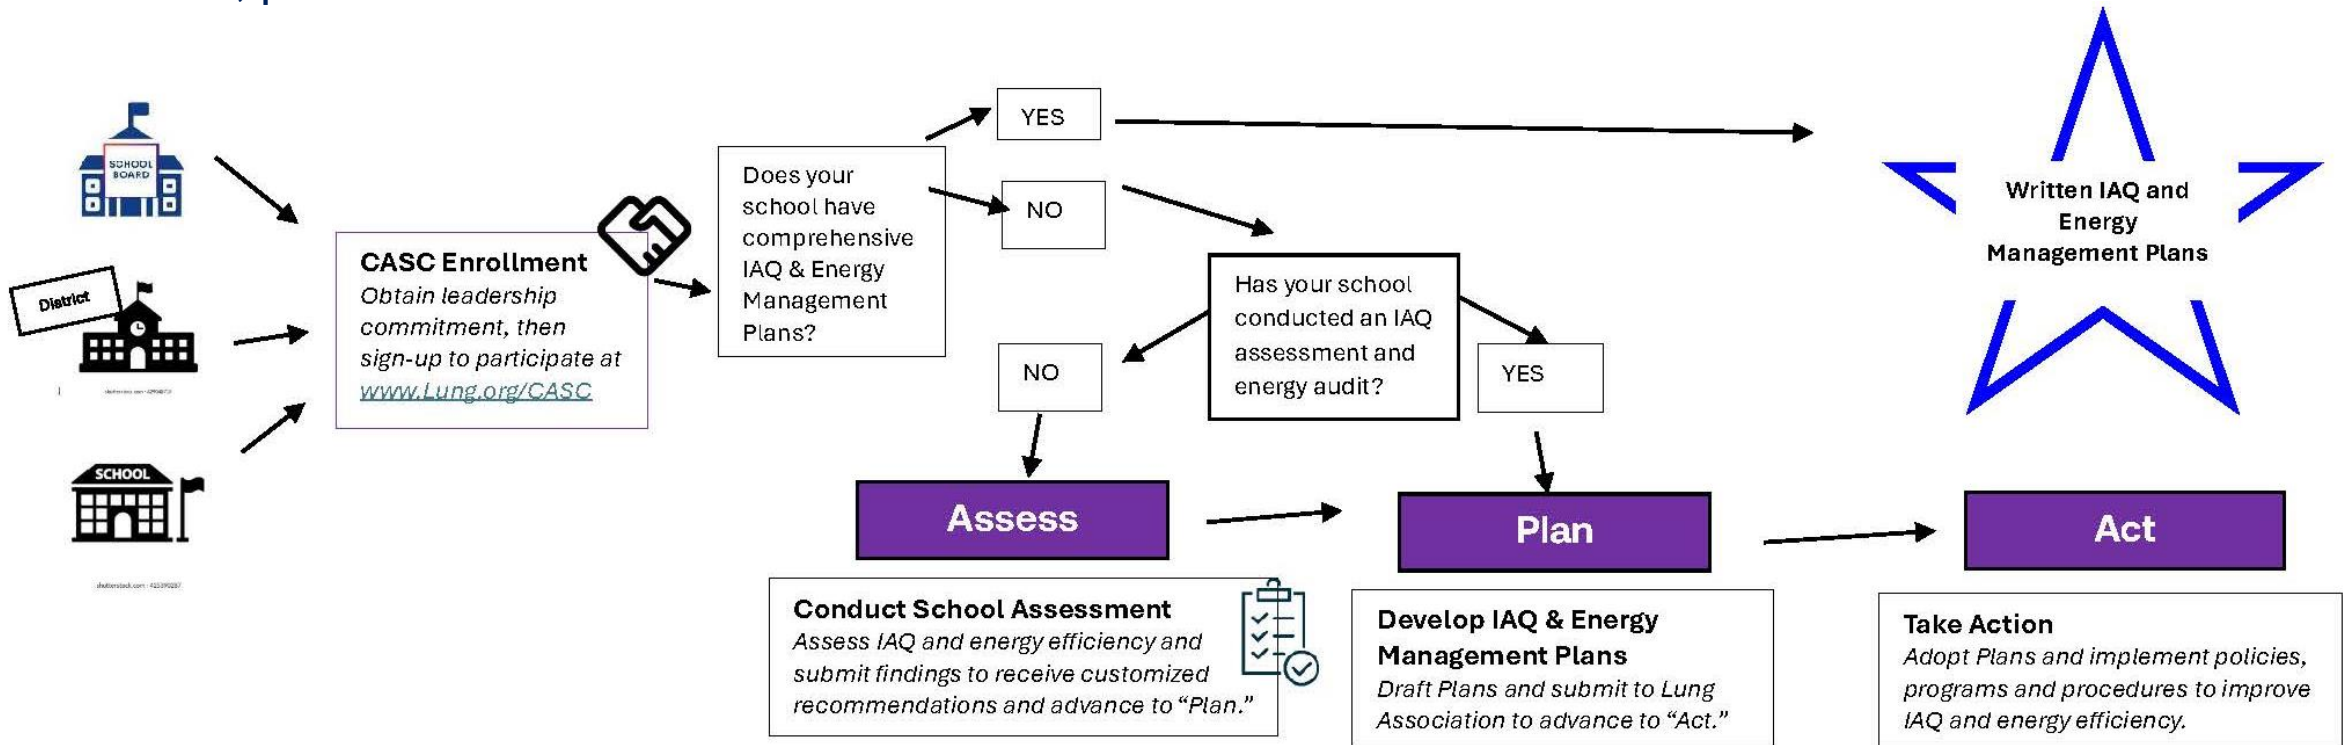 SCHOOL
BOARD
District
SCHOOL
CASC Enrollment
Obtain leadership
commitment, then
sign-up to participate at
www.Lung.org/CASC
Does your
school have
comprehensive
IAQ & Energy
Management
Plans?
YES
NO
Has your school
conducted an IAQ
assessment and
energy audit?
NO
YES
Written IAQ and
Energy
Management Plans
Assess
Plan
Act
Conduct School Assessment
Assess IAQ and energy efficiency and
submit findings to receive customized
recommendations and advance to “Plan.”
Develop IAQ & Energy
Management Plans
Draft Plans and submit to Lung
Association to advance to “Act.”
Take Action
Adopt Plans and implement policies,
programs and procedures to improve
IAQ and energy efficiency.